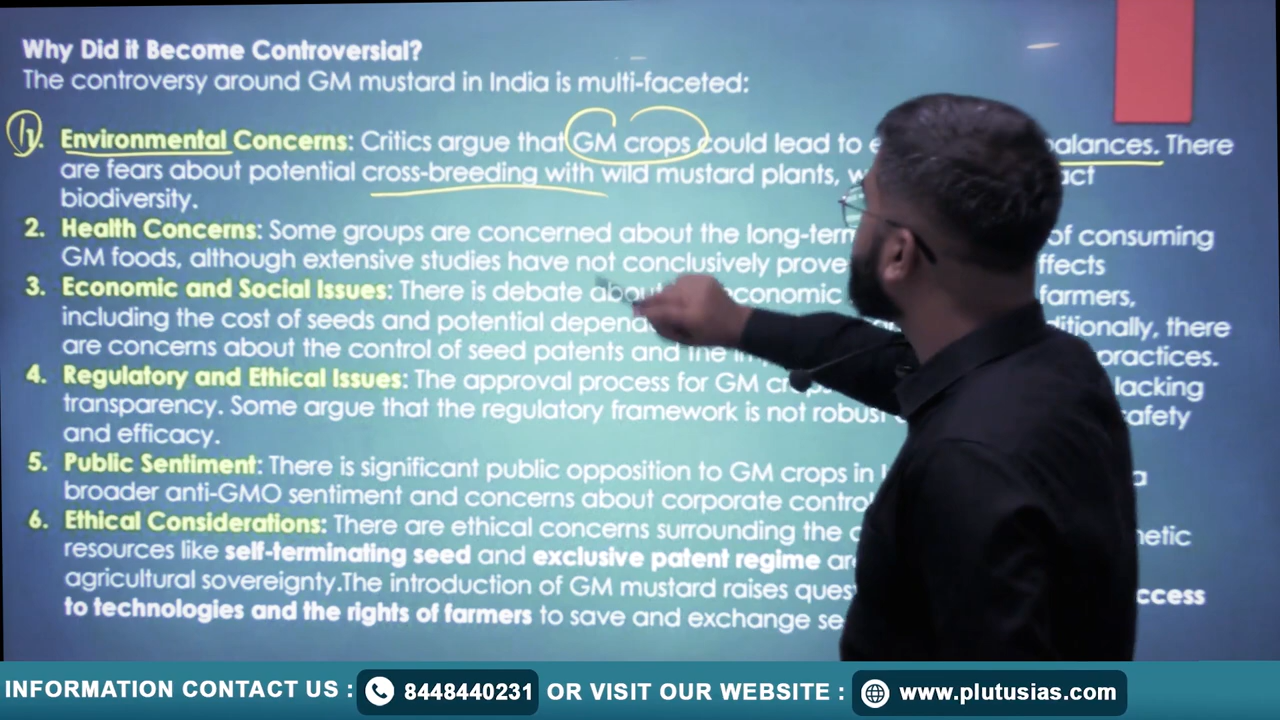 Why Did it Become Controversial?
The controversy around GM mustard in India is multi-faceted:
1. Environmental Concerns: Critics argue that GM crops could lead to alances. There
are fears about potential cross-breeding with wild mustard plants, act
biodiversity.
2. Health Concerns: Some groups are concerned about the long-term of consuming
GM foods, although extensive studies have not conclusively prove ffects
3. Economic and Social Issues: There is debate about economic farmers,
including the cost of seeds and potential depend ditionally, there
are concerns about the control of seed patents and the practices.
4. Regulatory and Ethical Issues: The approval process for GM lacking
transparency. Some argue that the regulatory framework is not robust safety
and efficacy.
5. Public Sentiment: There is significant public opposition to GM crops in a
broader anti-GMO sentiment and concerns about corporate control
6. Ethical Considerations: There are ethical concerns surrounding the netic
resources like self-terminating seed and exclusive patent regime are
agricultural sovereignty.The introduction of GM mustard raises ques ccess
to technologies and the rights of farmers to save and exchange se
INFORMATION CONTACT US : 8448440231 OR VISIT OUR WEBSITE : www.plutusias.com